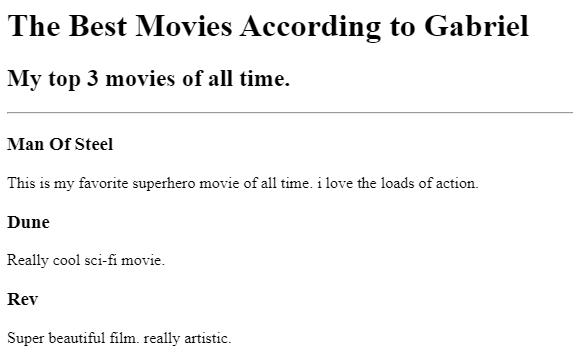 The Best Movies According to Gabriel
My top 3 movies of all time.
Man Of Steel
This is my favorite superhero movie of all time. i love the loads of action.
Dune
Really cool sci-fi movie.
Rev
Super beautiful film. really artistic.